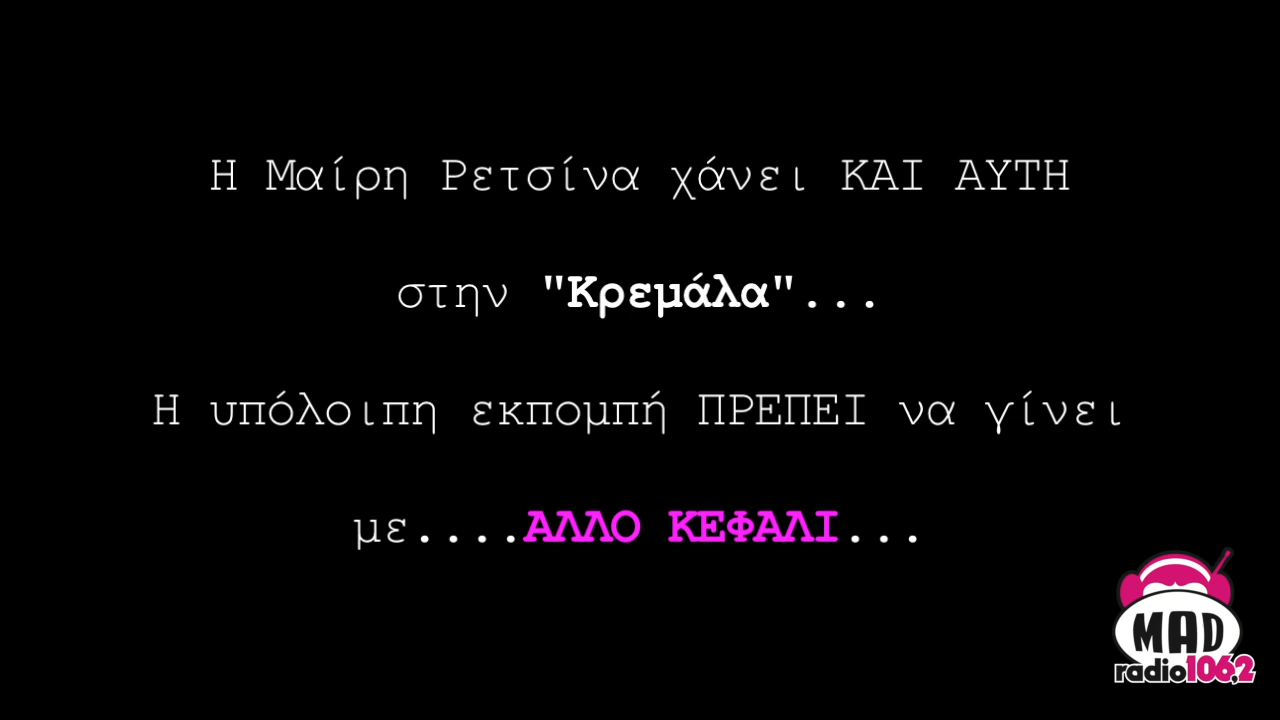 Η Μαίρη Ρετσίνα χάνει ΚΑΙ ΑΥΤΗ
στην "Κρεμάλα"...
Η υπόλοιπη εκπομπή ΠΡΕΠΕΙ να γίνει
με....ΑΛΛΟ ΚΕΦΑΛΙ...
MAD
radio106,2